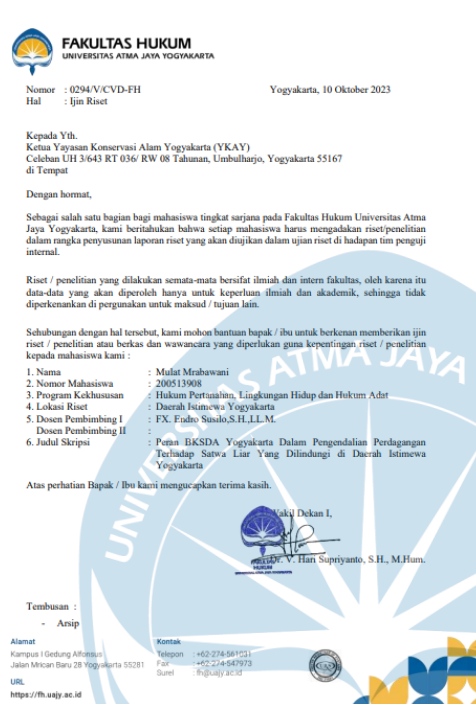 FAKULTAS HUKUM
UNIVERSITAS ATMA JAYA YOGYAKARTA
Nomor : 0294/V/CVD-FH Yogyakarta, 10 Oktober 2023
Hal : Ijin Riset
Kepada Yth.
Ketua Yayasan Konservasi Alam Yogyakarta (YKAY)
Celeban UH 3/643 RT 036/ RW 08 Tahunan, Umbulharjo, Yogyakarta 55167
di Tempat
Dengan hormat,
Sebagai salah satu bagian bagi mahasiswa tingkat sarjana pada Fakultas Hukum Universitas Atma
Jaya Yogyakarta, kami beritahukan bahwa setiap mahasiswa harus mengadakan riset/penelitian
dalam rangka penyusunan laporan riset yang akan diujikan dalam ujian riset di hadapan tim penguji
internal.
Riset / penelitian yang dilakukan semata-mata bersifat ilmiah dan intern fakultas, oleh karena itu
data-data yang akan diperoleh hanya untuk keperluan ilmiah dan akademik, sehingga tidak
diperkenankan di pergunakan untuk maksud / tujuan lain.
Sehubungan dengan hal tersebut, kami mohon bantuan bapak / ibu untuk berkenan memberikan ijin
riset / penelitian atau berkas dan wawancara yang diperlukan guna kepentingan riset / penelitian
kepada mahasiswa kami :
1. Nama : Mulat Mrabawani
2. Nomor Mahasiswa : 200513908
3. Program Kekhususan : Hukum Pertanahan, Lingkungan Hidup dan Hukum Adat
4. Lokasi Riset : Daerah Istimewa Yogyakarta
5. Dosen Pembimbing I : FX. Endro Susilo,S.H.,LL.M.
Dosen Pembimbing II :
6. Judul Skripsi : Peran BKSDA Yogyakarta Dalam Pengendalian Perdagangan
Terhadap Satwa Liar Yang Dilindungi di Daerah Istimewa
Yogyakarta
Atas perhatian Bapak / Ibu kami mengucapkan terima kasih.
Wakil Dekan I,
FAKULTAS
HUKUM
Dr. V. Hari Supriyanto, S.H., M.Hum.
Tembusan :
- Arsip
Alamat
Kampus I Gedung Alfonsus
Jalan Mrican Baru 28 Yogyakarta 55281
URL
https://fh.uajy.ac.id
Kontak
Telepon : +62-274-561031
Fax : +62-274-547973
Surel : fh@uajy.ac.id
UNIVERSITAS ATMA JAYA